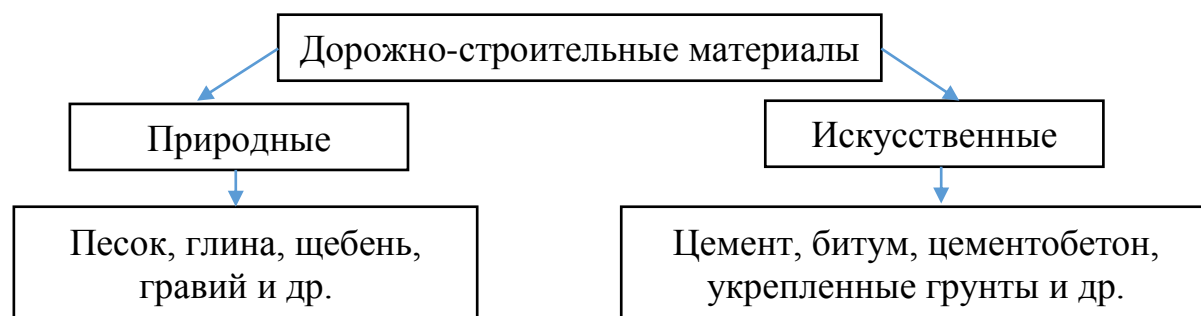 Дорожно-строительные материалы
Природные
Искусственные
Песок, глина, щебень,
гравий и др.
Цемент, битум, цементобетон,
укрепленные грунты и др.